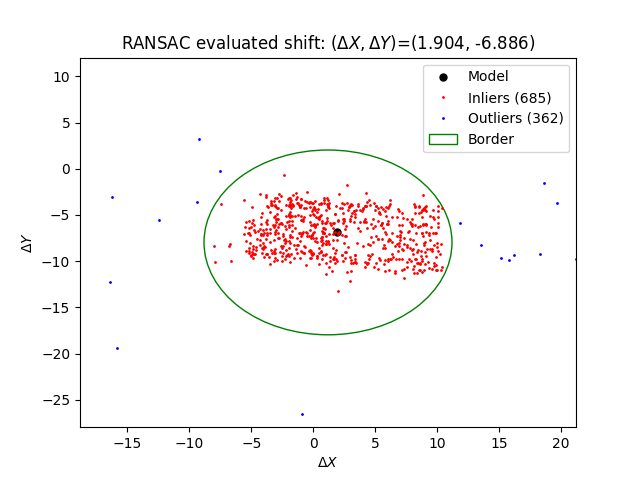 RANSAC evaluated shift: (ΔX, ΔY)=(1.904, -6.886)
Model
Inliers (685)
Outliers (362)
Border
10
5
0
−5
−10
−15
−20
−25
ΔY
−15 −10 −5 0 5 10 15 20
ΔX